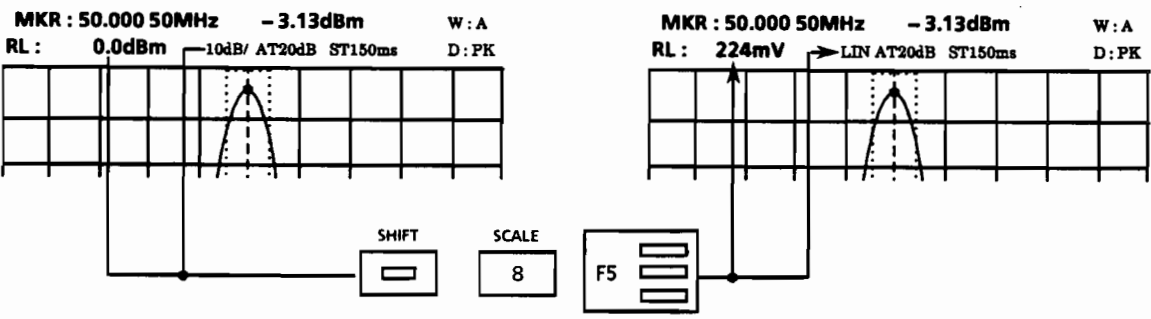 MKR : 50.000 50MHz   – 3.13dBm   W : A
RL :   0.0dBm   10dB/ AT20dB ST150ms   D : PK
MKR : 50.000 50MHz   – 3.13dBm   W : A
RL :   224mV   LIN AT20dB ST150ms   D : PK
SHIFT   SCALE
8   F5